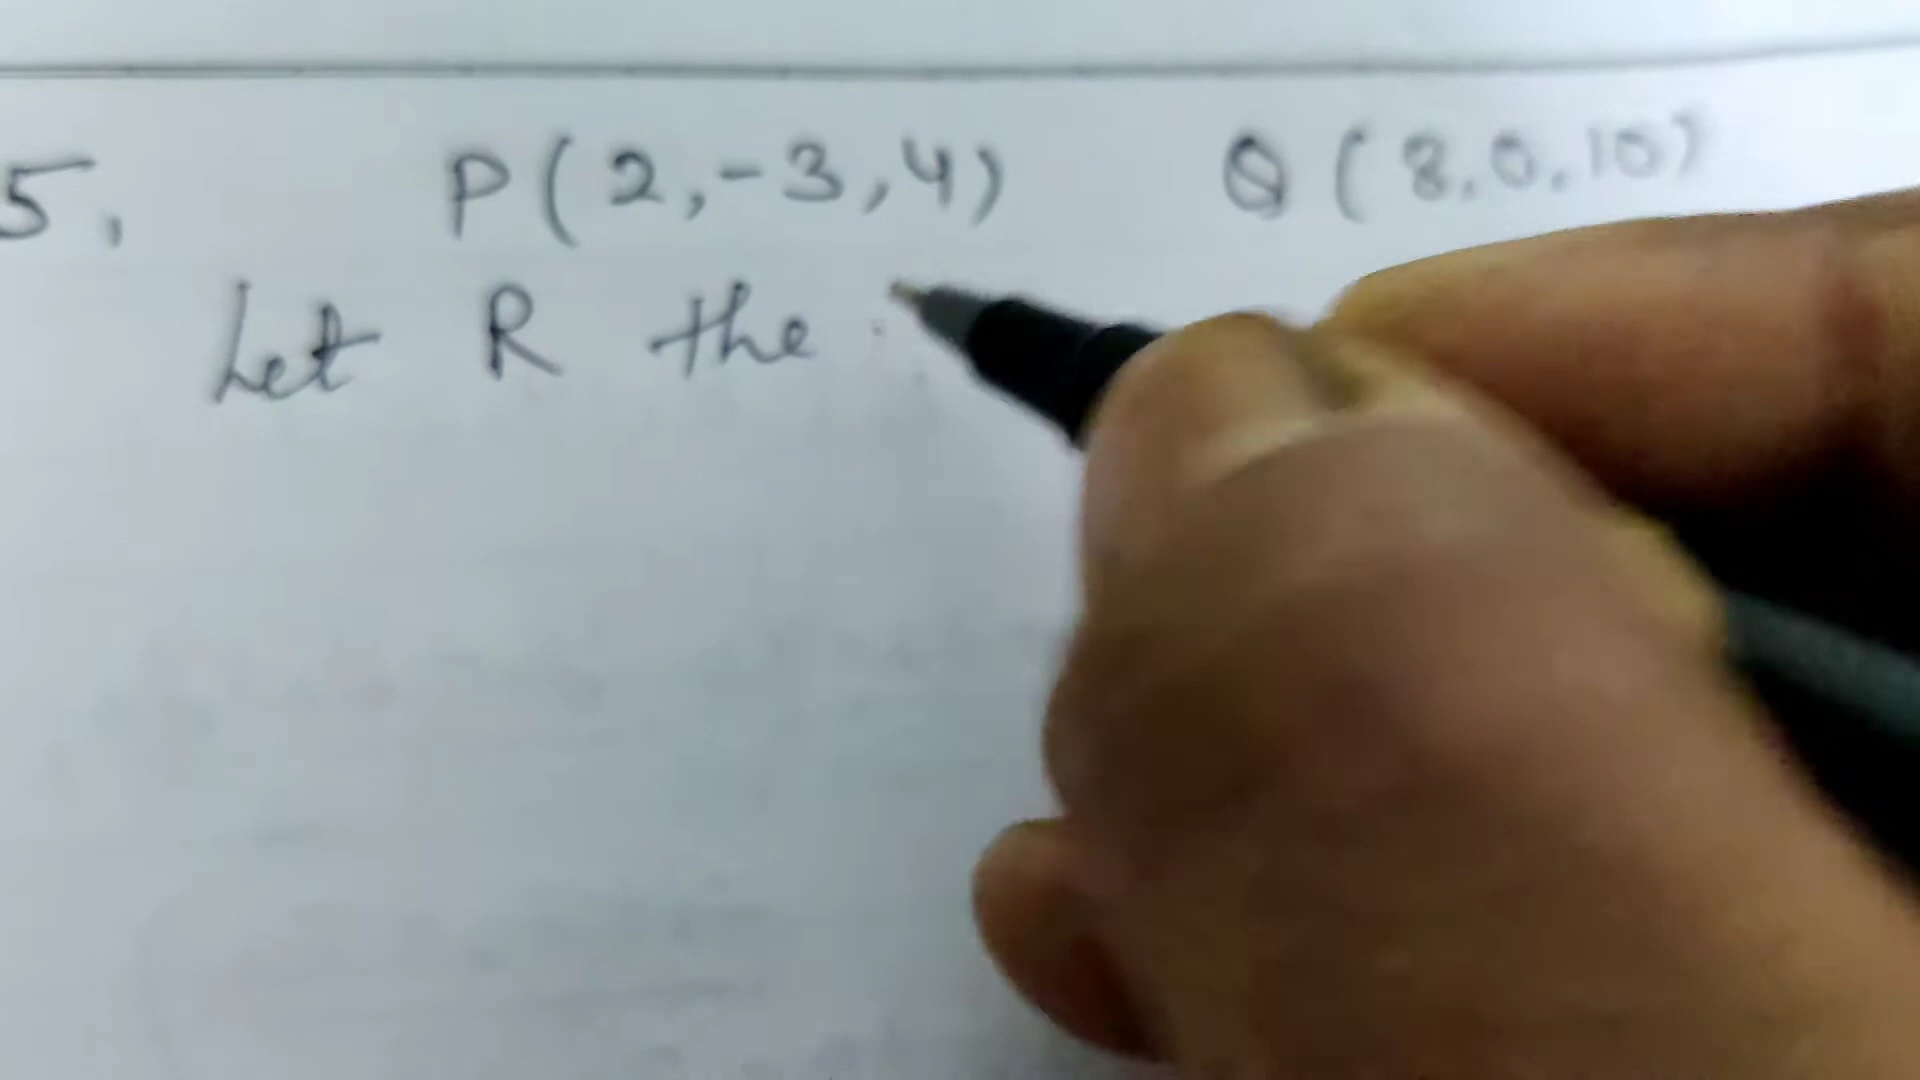 5. P(2,-3,4) Q(8,0,10)
Let R the